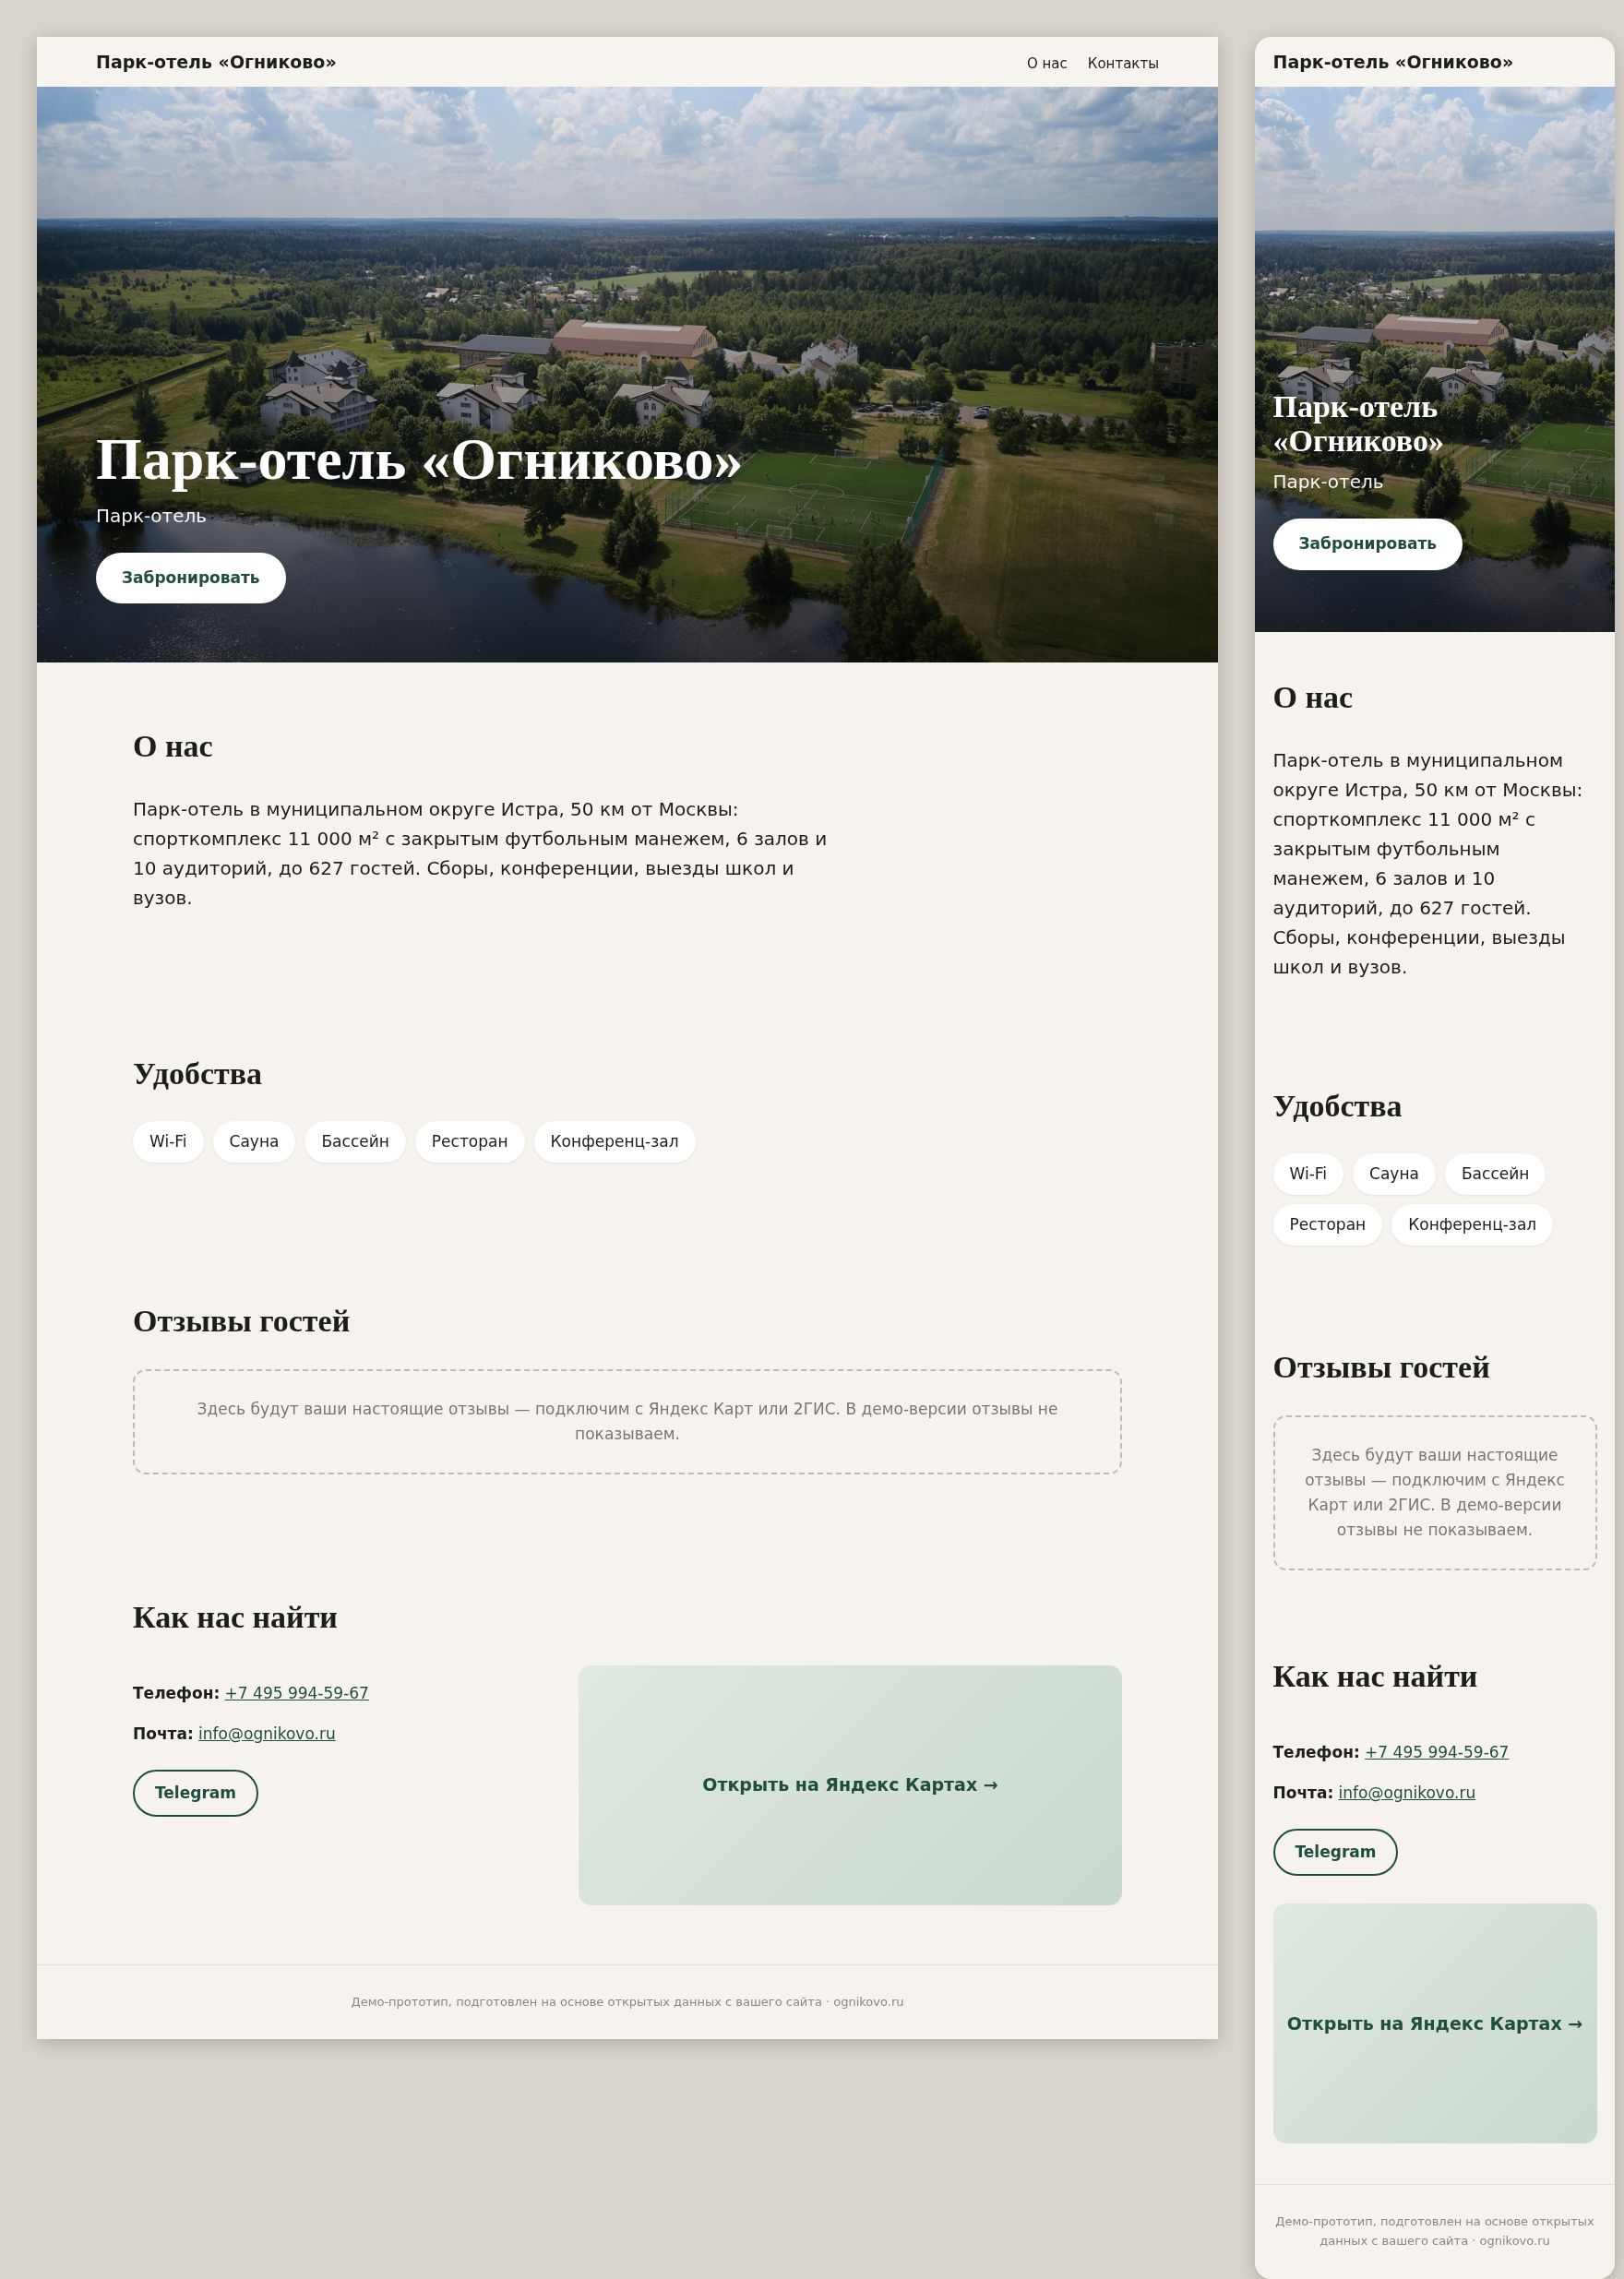 Парк-отель «Огниково»
О нас
Контакты
Парк-отель «Огниково»
Парк-отель
Забронировать
О нас
Парк-отель в муниципальном округе Истра, 50 км от Москвы:
спорткомплекс 11 000 м² с закрытым футбольным манежем, 6 залов и
10 аудиторий, до 627 гостей. Сборы, конференции, выезды школ и
вузов.
Удобства
Wi-Fi
Сауна
Бассейн
Ресторан
Конференц-зал
Отзывы гостей
Здесь будут ваши настоящие отзывы — подключим с Яндекс Карт или 2ГИС. В демо-версии отзывы не
показываем.
Как нас найти
Телефон: +7 495 994-59-67
Почта: info@ognikovo.ru
Telegram
Открыть на Яндекс Картах →
Демо-прототип, подготовлен на основе открытых данных с вашего сайта · ognikovo.ru
Парк-отель «Огниково»
Парк-отель
«Огниково»
Парк-отель
Забронировать
О нас
Парк-отель в муниципальном
округе Истра, 50 км от Москвы:
спорткомплекс 11 000 м² с
закрытым футбольным
манежем, 6 залов и 10
аудиторий, до 627 гостей.
Сборы, конференции, выезды
школ и вузов.
Удобства
Wi-Fi
Сауна
Бассейн
Ресторан
Конференц-зал
Отзывы гостей
Здесь будут ваши настоящие
отзывы — подключим с Яндекс
Карт или 2ГИС. В демо-версии
отзывы не показываем.
Как нас найти
Телефон: +7 495 994-59-67
Почта: info@ognikovo.ru
Telegram
Открыть на Яндекс Картах →
Демо-прототип, подготовлен на основе открытых
данных с вашего сайта · ognikovo.ru